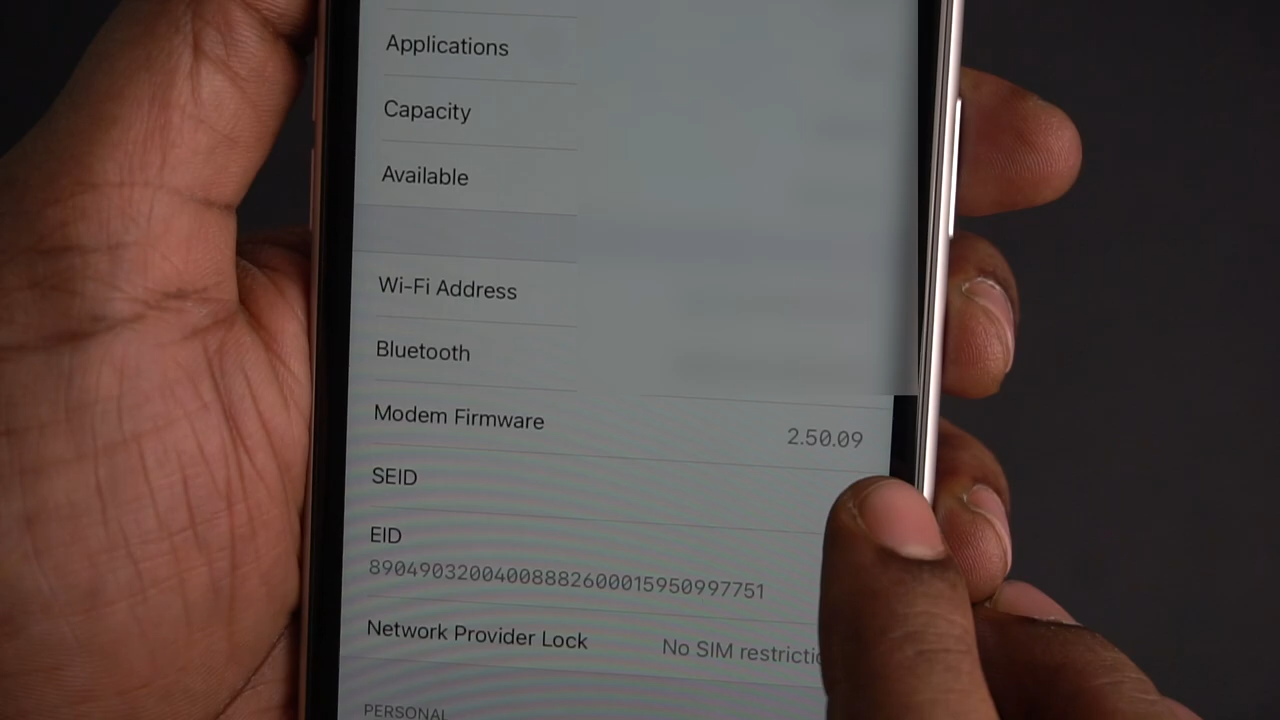 Applications
Capacity
Available
Wi-Fi Address
Bluetooth
Modem Firmware 2.50.09
SEID
EID
89049032004008882600015950997751
Network Provider Lock No SIM restrictio
PERSONAL